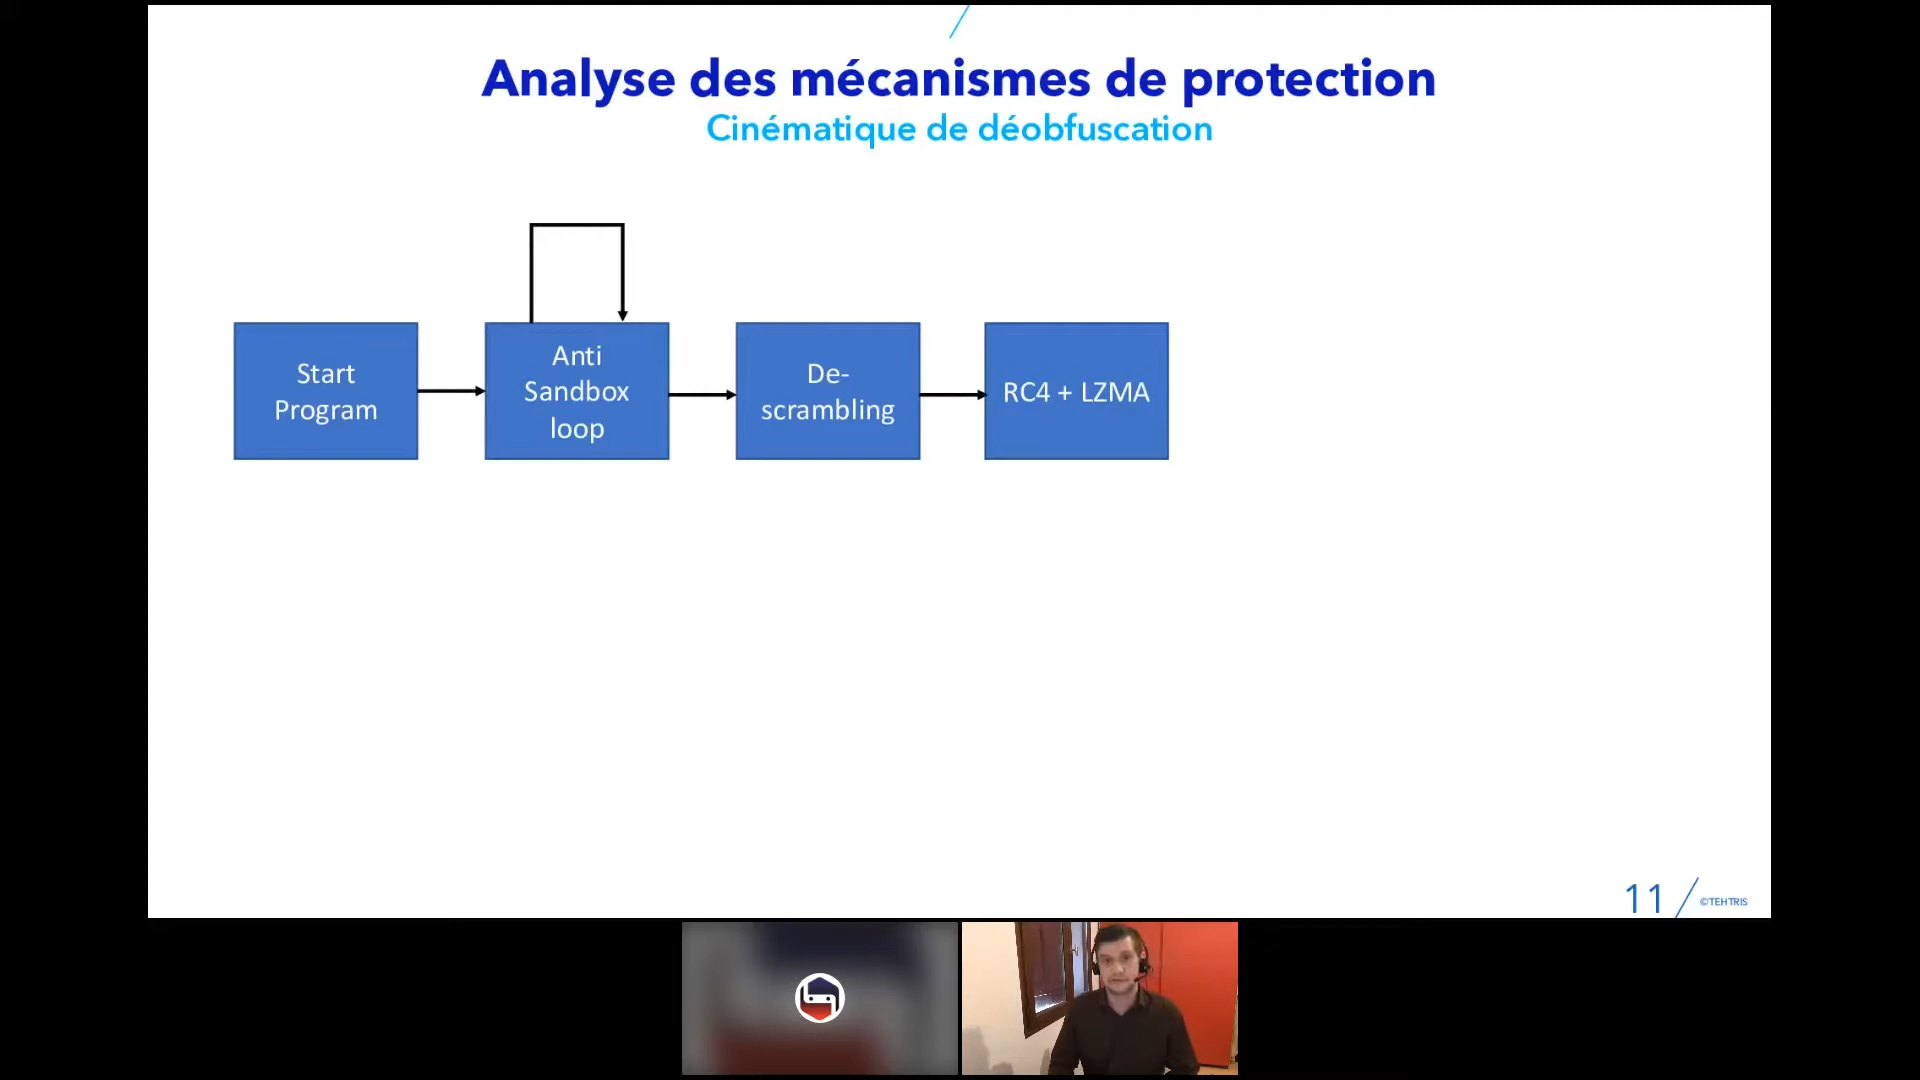 Analyse des mécanismes de protection
Cinématique de déobfuscation
Start
Program
Anti
Sandbox
loop
De-
scrambling
RC4 + LZMA
11
©TEHTRIS